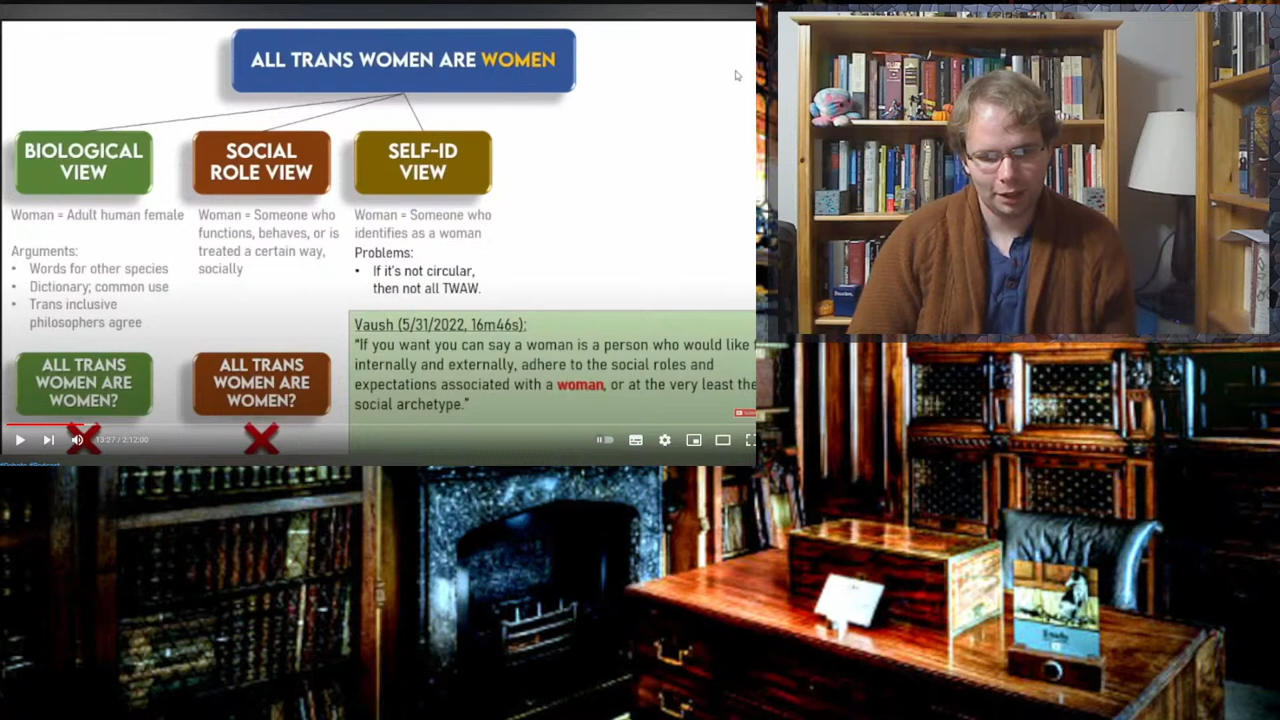 ALL TRANS WOMEN ARE WOMEN
BIOLOGICAL
VIEW
Woman = Adult human female
Arguments:
• Words for other species
• Dictionary; common use
• Trans inclusive
philosophers agree
ALL TRANS
WOMEN ARE
WOMEN?
SOCIAL
ROLE VIEW
Woman = Someone who
functions, behaves, or is
treated a certain way,
socially
ALL TRANS
WOMEN ARE
WOMEN?
SELF-ID
VIEW
Woman = Someone who
identifies as a woman
Problems:
• If it's not circular,
then not all TWAW.
Vaush (5/31/2022, 16m46s):
"If you want you can say a woman is a person who would like
internally and externally, adhere to the social roles and
expectations associated with a woman, or at the very least the
social archetype."
13:27 / 2:12:00